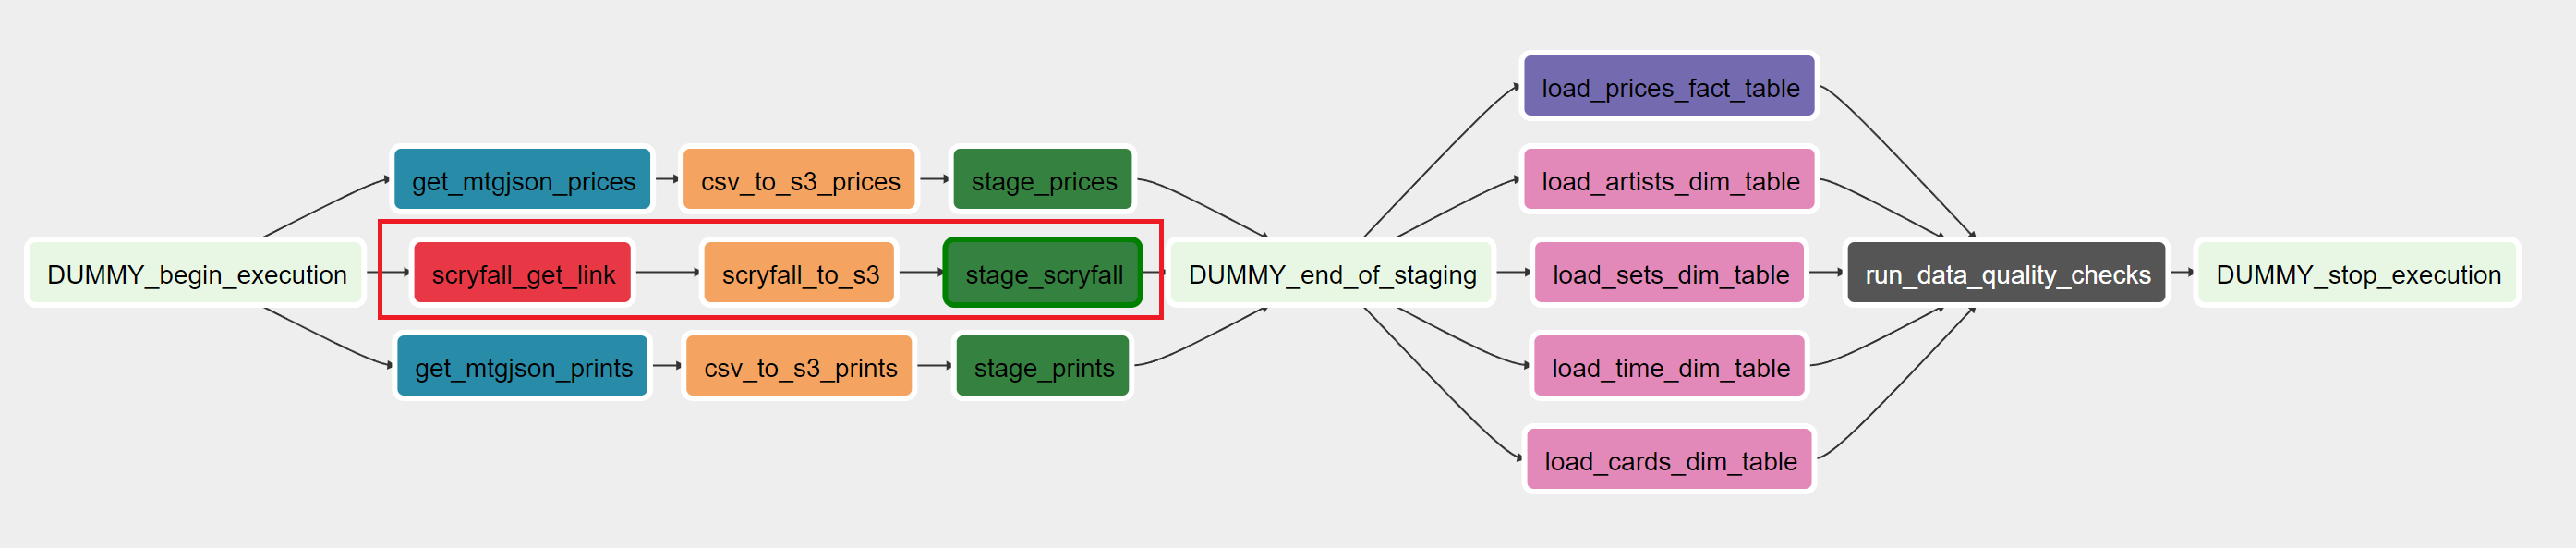 load_prices_fact_table
get_mtgjson_prices
csv_to_s3_prices
stage_prices
load_artists_dim_table
DUMMY_begin_execution
scryfall_get_link
scryfall_to_s3
stage_scryfall
DUMMY_end_of_staging
load_sets_dim_table
run_data_quality_checks
DUMMY_stop_execution
get_mtgjson_prints
csv_to_s3_prints
stage_prints
load_time_dim_table
load_cards_dim_table